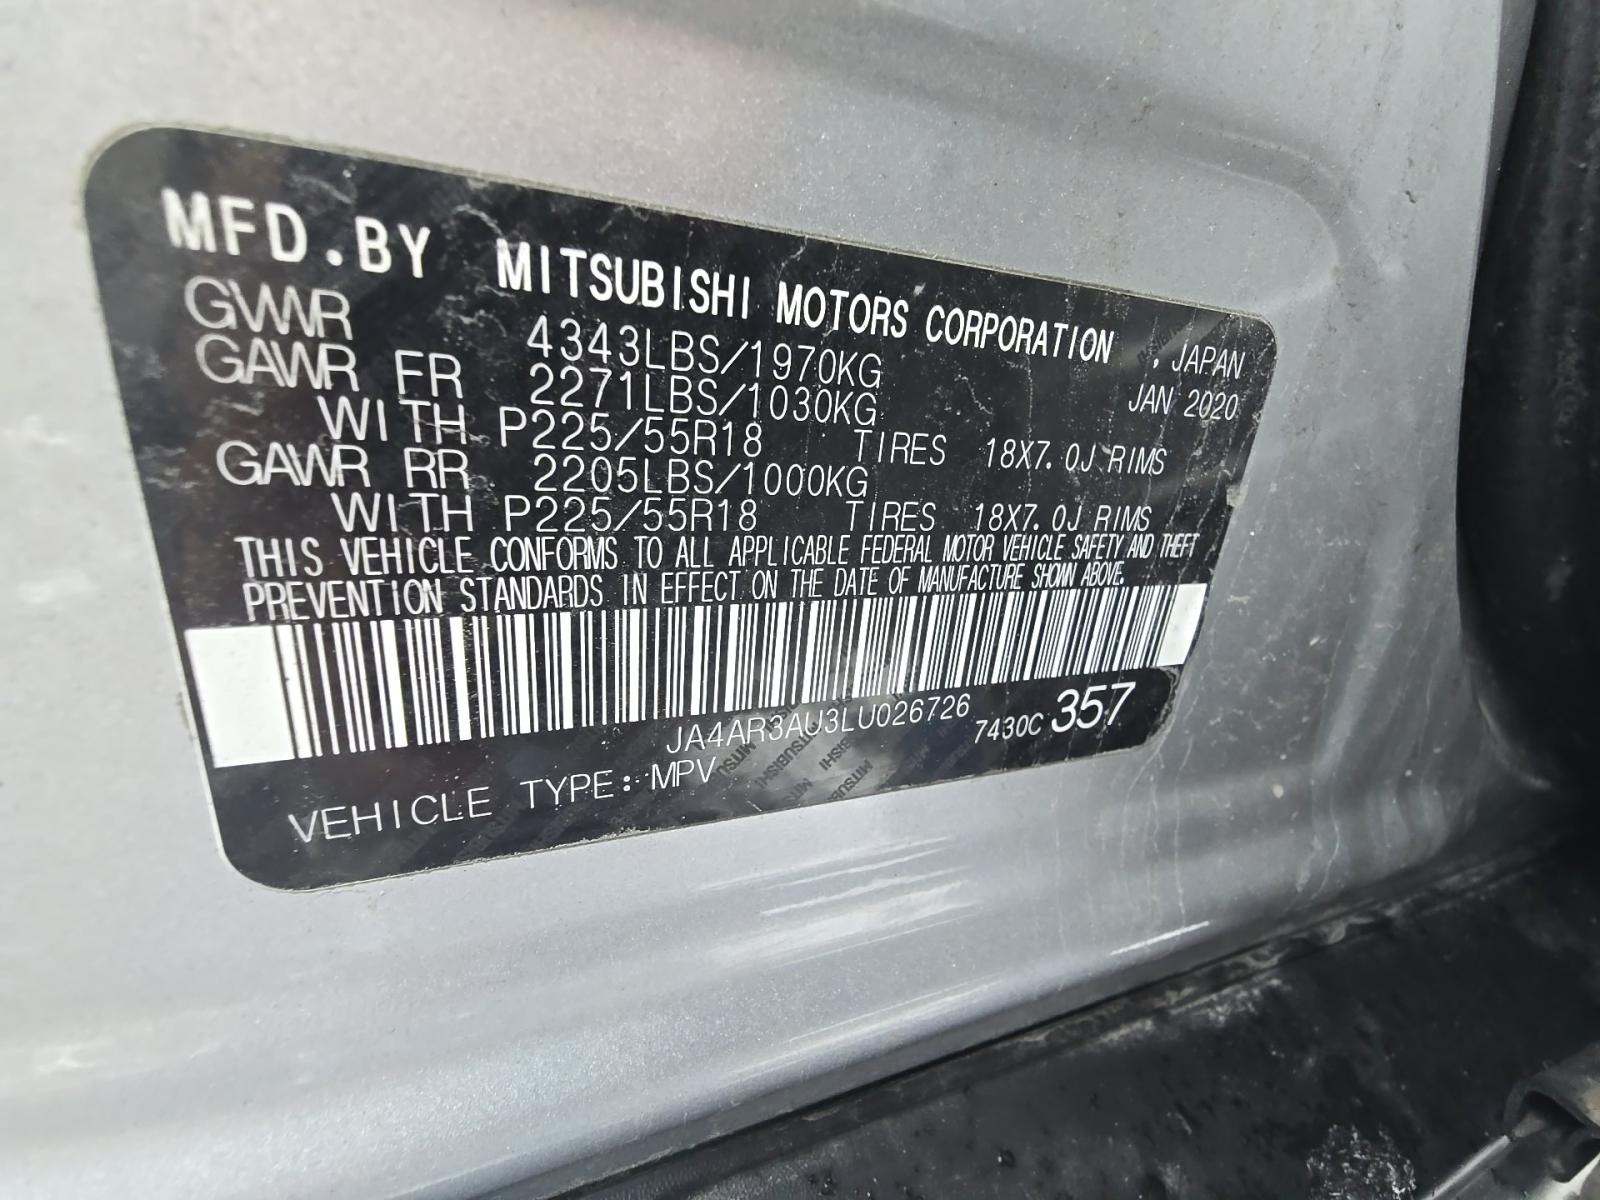 MFD.BY MITSUBISHI MOTORS CORPORATION, JAPAN
GVWR 4343LBS/1970KG JAN 2020
GAWR FR 2271LBS/1030KG
WITH P225/55R18 TIRES 18X7.0J RIMS
GAWR RR 2205LBS/1000KG
WITH P225/55R18 TIRES 18X7.0J RIMS
THIS VEHICLE CONFORMS TO ALL APPLICABLE FEDERAL MOTOR VEHICLE SAFETY AND THEFT
PREVENTION STANDARDS IN EFFECT ON THE DATE OF MANUFACTURE SHOWN ABOVE.
JA4AR3AU3LU026726 7430C 357
VEHICLE TYPE: MPV